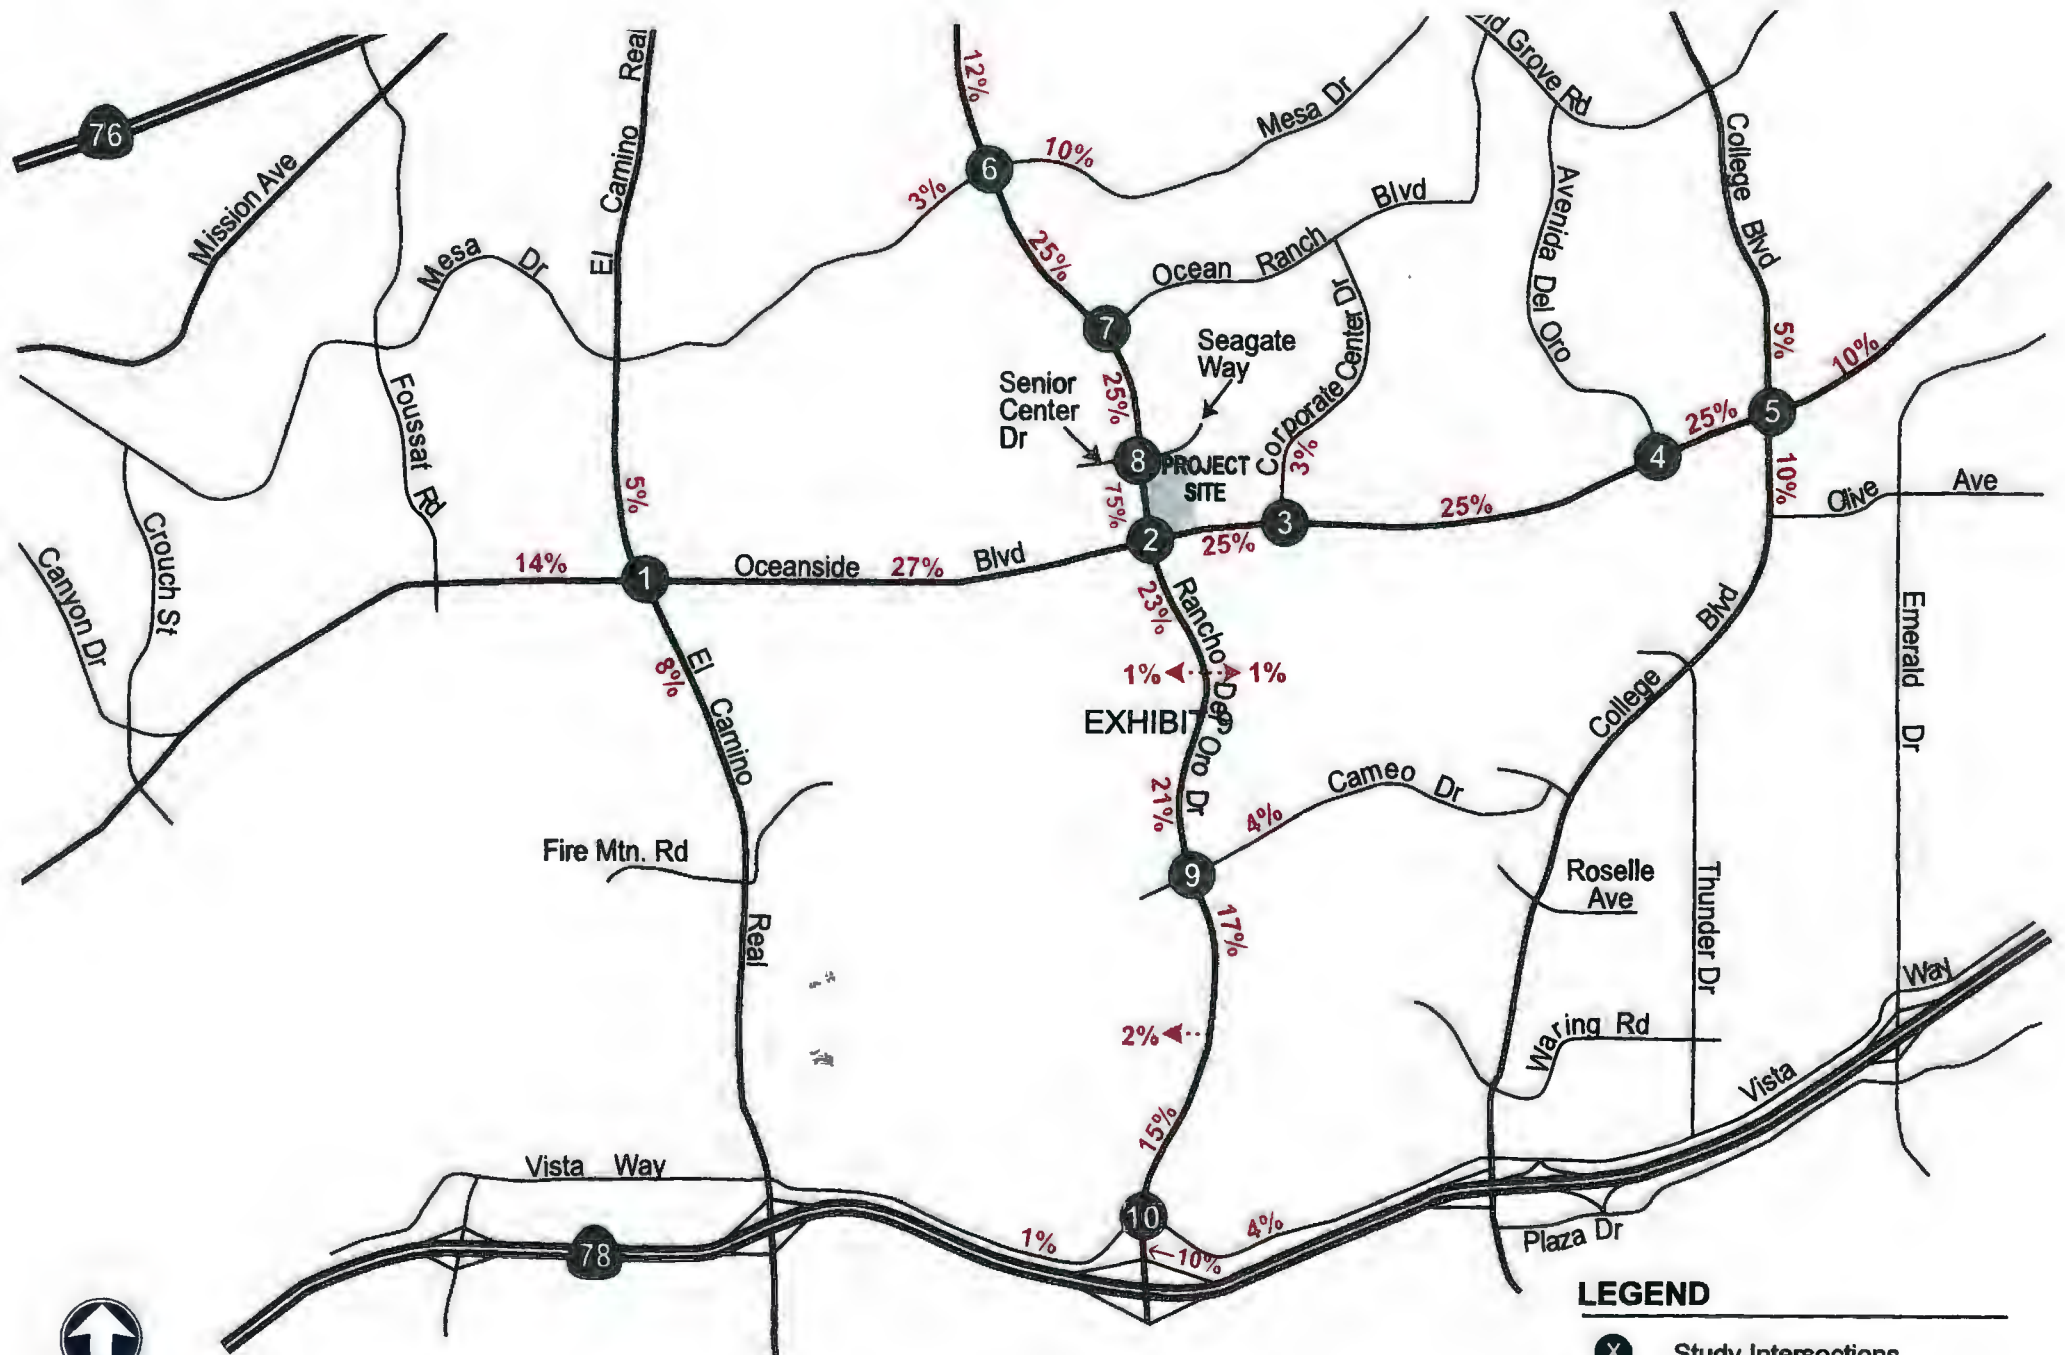 76
Mission Ave
El Camino Real
12%
6
10%
Mesa Dr
3%
25%
Grove Rd
College Blvd
Avenida Del Oro
Mesa Dr
Ocean Ranch Blvd
7
Corporate Center Dr
Seagate
Way
Senior
Center
Dr
25%
8
PROJECT
SITE
75%
3%
5%
10%
5
25%
4
10%
Olive Ave
Foussat Rd
5%
Crouch St
Canyon Dr
14%
1
Oceanside 27% Blvd
2
25%
3
25%
8%
El Camino Real
23%
Rancho Del Oro Dr
1%
1%
EXHIBIT 9
21%
9
4%
Cameo Dr
17%
College Blvd
Emerald Dr
Fire Mtn. Rd
Roselle
Ave
Thunder Dr
Waring Rd
2%
15%
Vista Way
Vista Way
78
1%
10
4%
10%
Plaza Dr
LEGEND
X Study Intersections